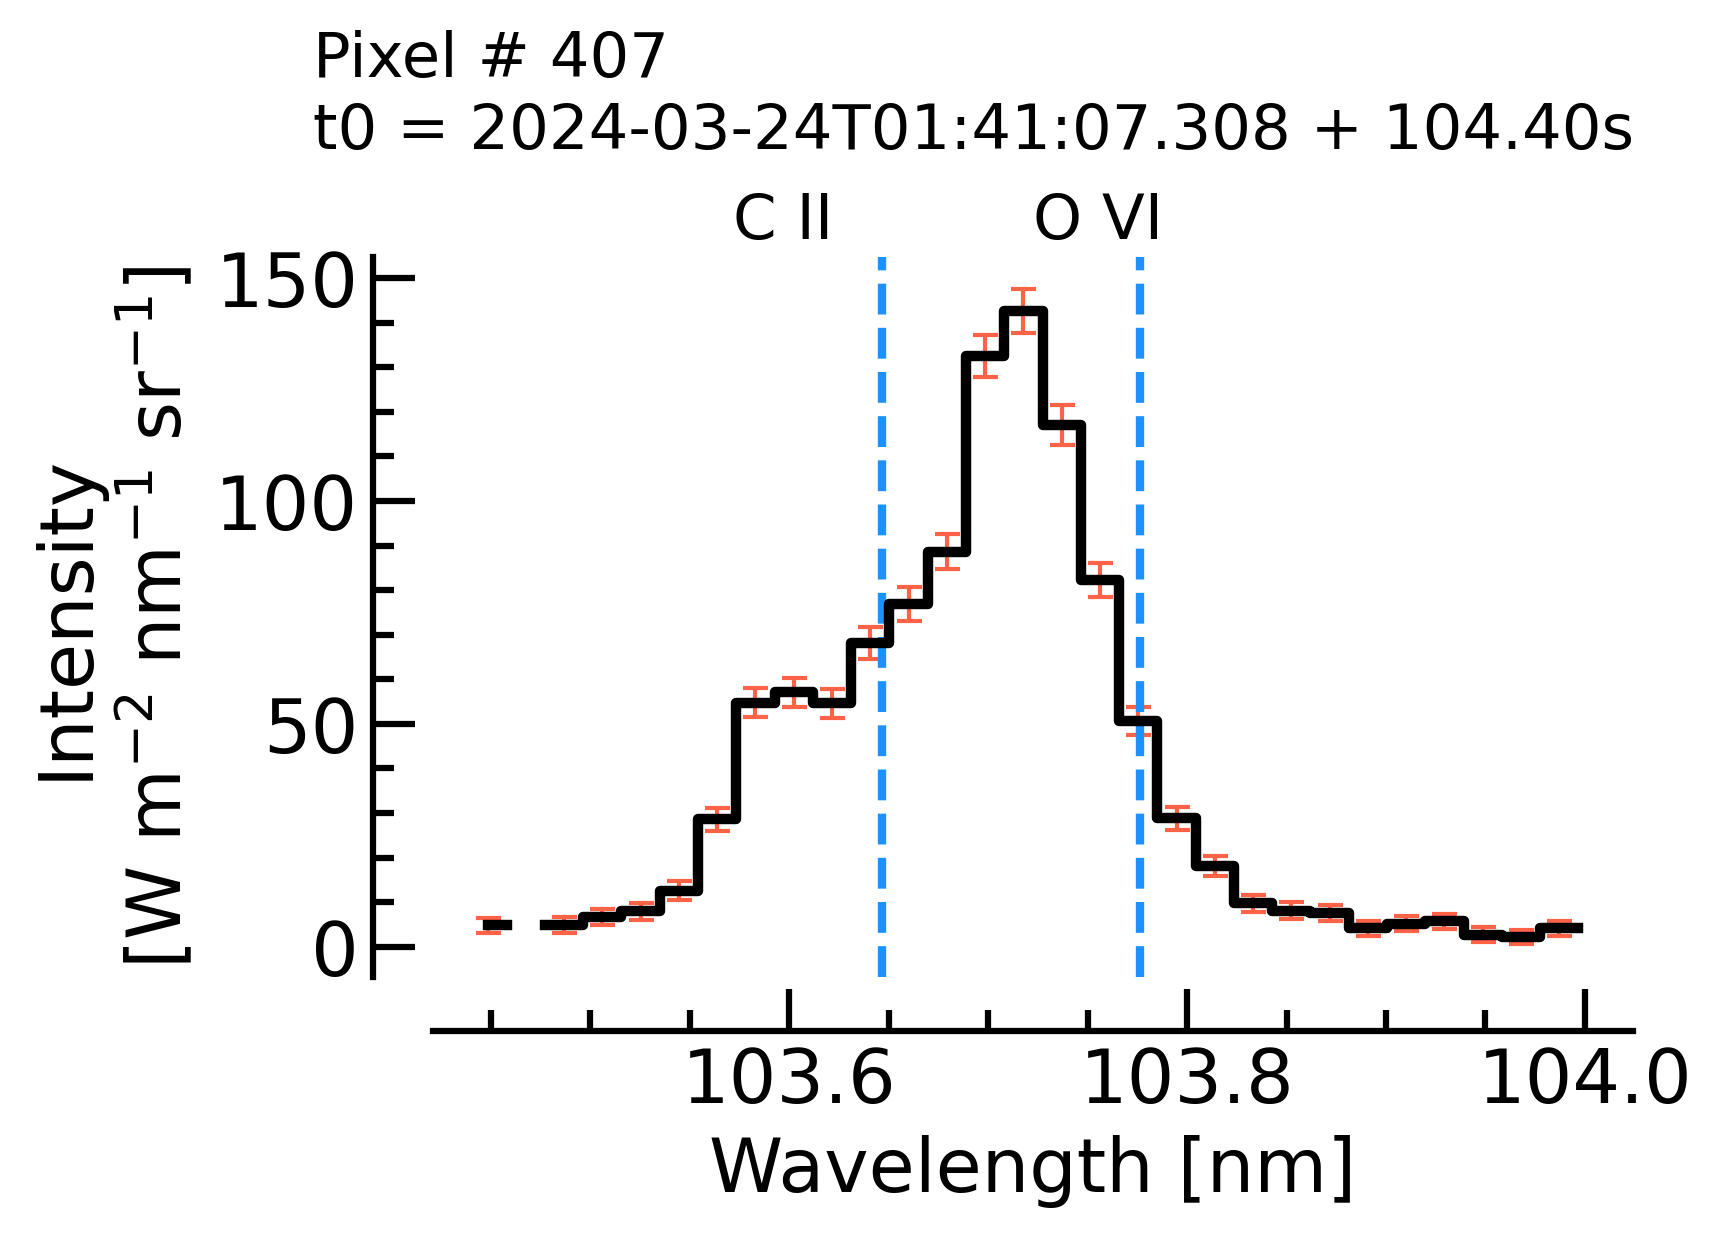 Pixel # 407
t0 = 2024-03-24T01:41:07.308 + 104.40s
C II
O VI
Intensity
[W m⁻² nm⁻¹ sr⁻¹]
150
100
50
0
103.6
103.8
104.0
Wavelength [nm]